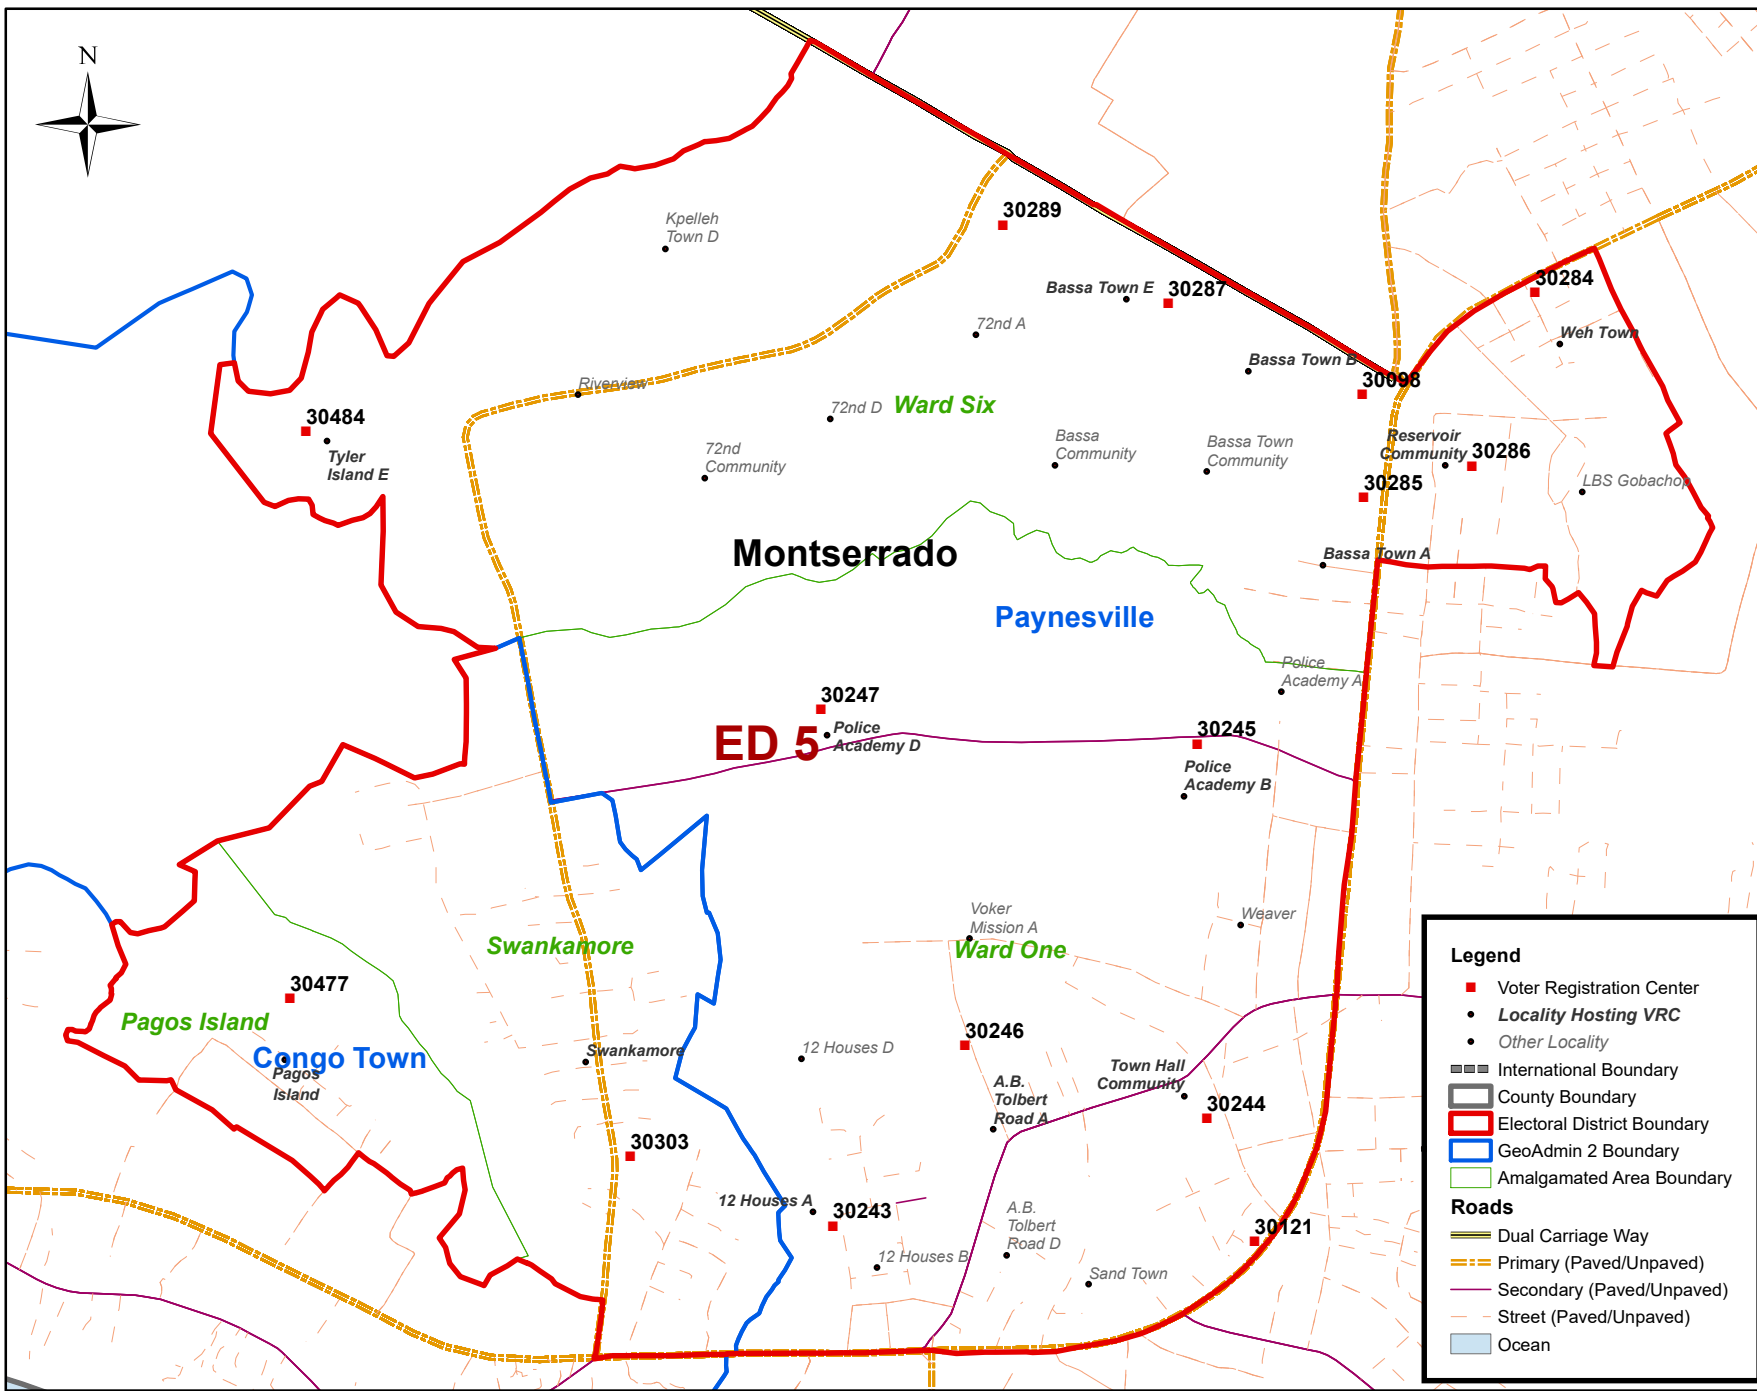 N
Kpelleh
Town D
30289
Bassa Town E
30287
30284
72nd A
Weh Town
Bassa Town B
30098
Riverview
72nd D
Ward Six
30484
Tyler
Island E
72nd
Community
Bassa
Community
Bassa Town
Community
Reservoir
Community
30286
30285
LBS Gobachop
Montserrado
Bassa Town A
Paynesville
Police
Academy A
30247
ED 5
Police
Academy D
30245
Police
Academy B
Voker
Mission A
Weaver
Swankamore
Ward One
30477
Pagos Island
Congo Town
Pagos
Island
Swankamore
12 Houses D
30246
A.B.
Tolbert
Road A
Town Hall
Community
30244
30303
12 Houses A
30243
A.B.
Tolbert
Road D
30121
12 Houses B
Sand Town
Legend
Voter Registration Center
Locality Hosting VRC
Other Locality
International Boundary
County Boundary
Electoral District Boundary
GeoAdmin 2 Boundary
Amalgamated Area Boundary
Roads
Dual Carriage Way
Primary (Paved/Unpaved)
Secondary (Paved/Unpaved)
Street (Paved/Unpaved)
Ocean